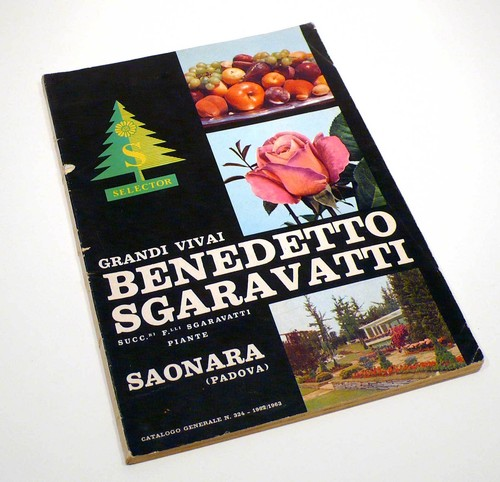 S
SELECTOR
GRANDI VIVAI
BENEDETTO
SGARAVATTI
SUCC.RI F.LLI SGARAVATTI
PIANTE
SAONARA
(PADOVA)
CATALOGO GENERALE N. 324 - 1962/1963